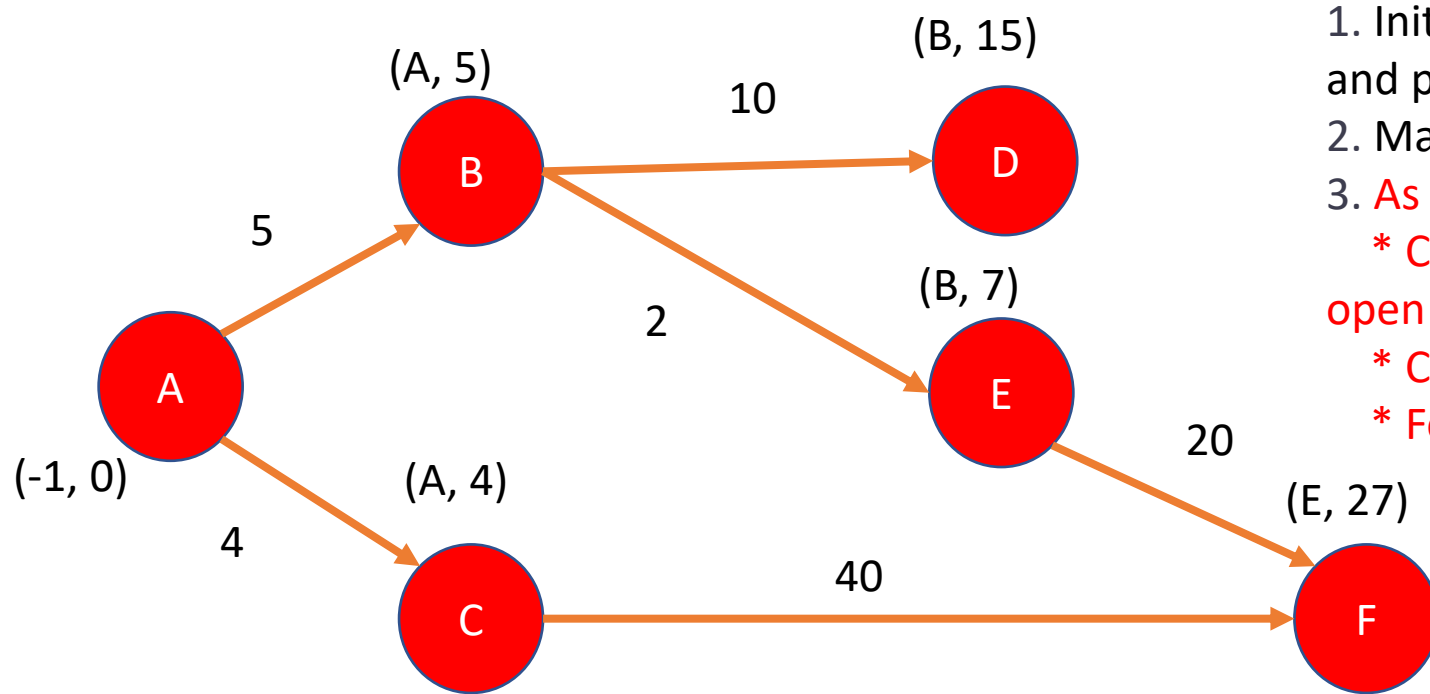 (B, 15)
(A, 5)
10
B
D
5
(B, 7)
2
A
E
20
(-1, 0)
(A, 4)
(E, 27)
4
40
C
F
1. Init
and p
2. Ma
3. As
* C
open
* C
* Fo